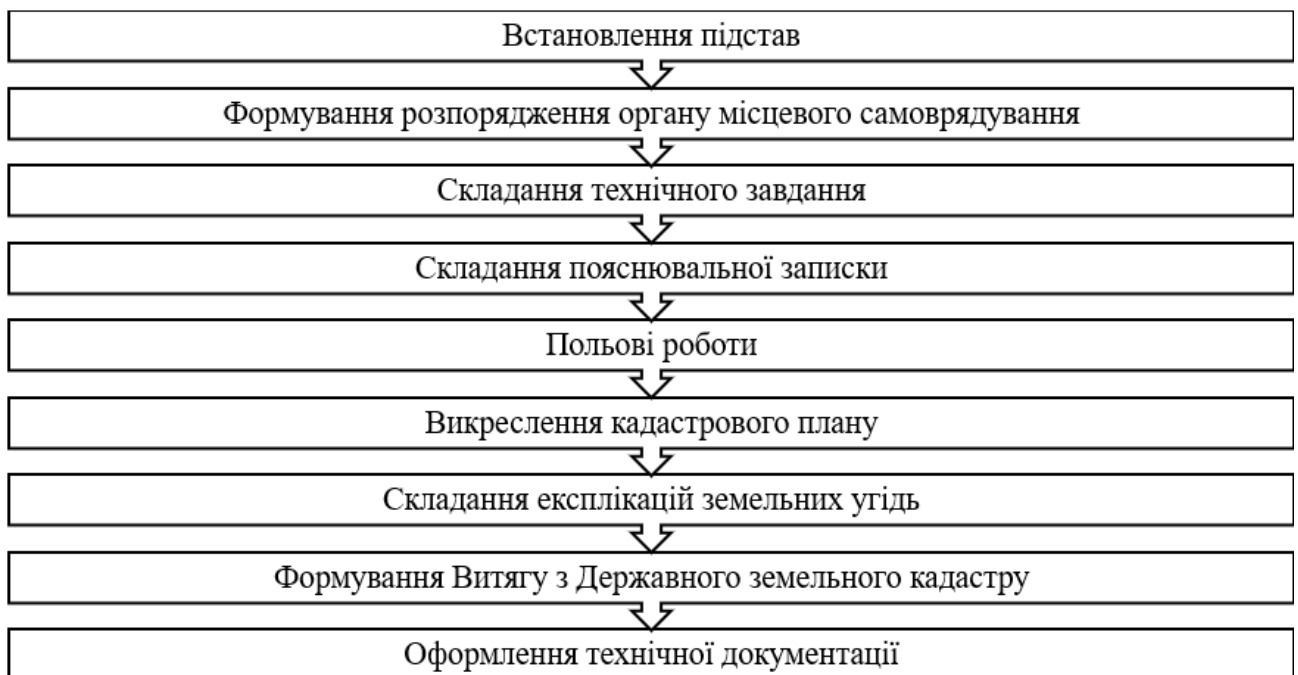 Встановлення підстав
Формування розпорядження органу місцевого самоврядування
Складання технічного завдання
Складання пояснювальної записки
Польові роботи
Викреслення кадастрового плану
Складання експлікацій земельних угідь
Формування Витягу з Державного земельного кадастру
Оформлення технічної документації